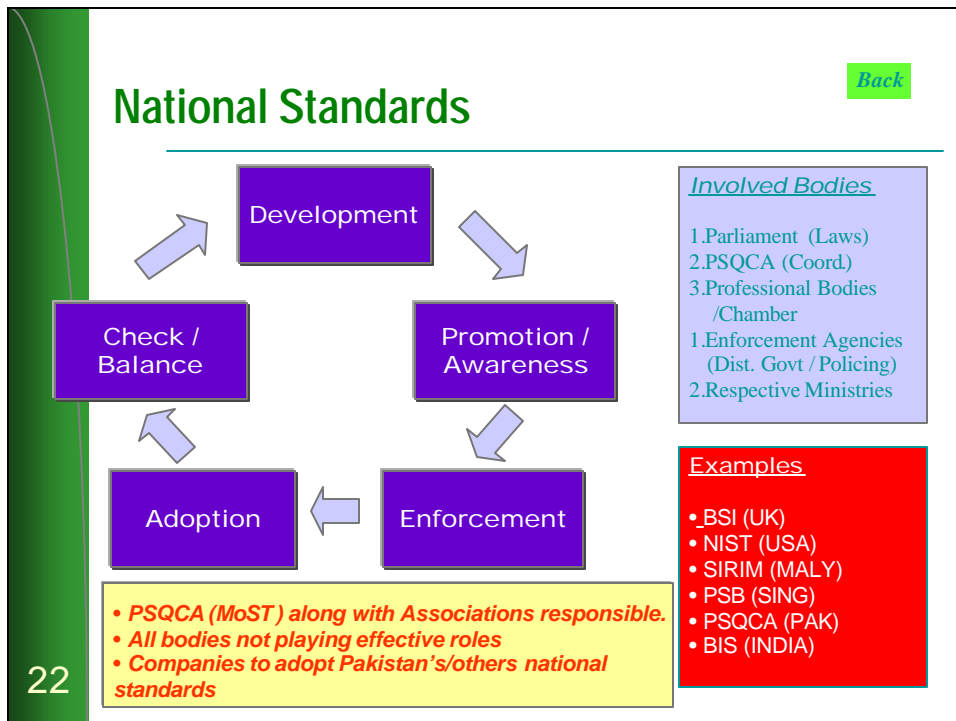 Back
National Standards
Development
Promotion /
Awareness
Enforcement
Adoption
Check /
Balance
Involved Bodies
1.Parliament (Laws)
2.PSQCA (Coord.)
3.Professional Bodies
/Chamber
1.Enforcement Agencies
(Dist. Govt / Policing)
2.Respective Ministries
Examples
• BSI (UK)
• NIST (USA)
• SIRIM (MALY)
• PSB (SING)
• PSQCA (PAK)
• BIS (INDIA)
• PSQCA (MoST ) along with Associations responsible.
• All bodies not playing effective roles
• Companies to adopt Pakistan's/others national
standards
22